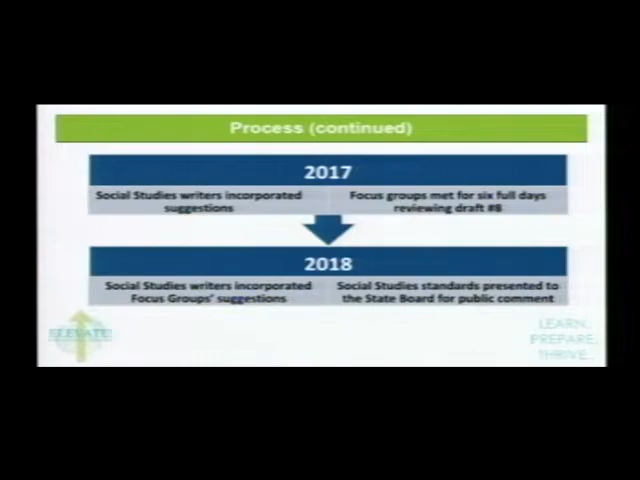 Process (continued)
2017
Social Studies writers incorporated
suggestions
Focus groups met for six full days
reviewing draft #8
2018
Social Studies writers incorporated
Focus Groups' suggestions
Social Studies standards presented to
the State Board for public comment
ELEVATE!
LEARN.
PREPARE.
THRIVE.